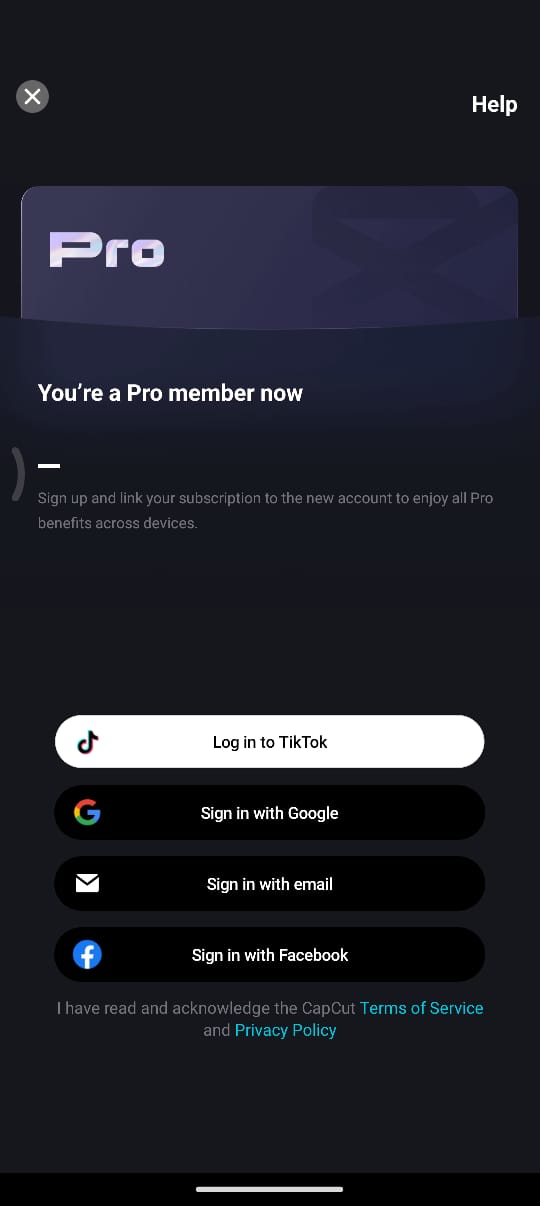 Help
Pro
You’re a Pro member now
Sign up and link your subscription to the new account to enjoy all Pro
benefits across devices.
Log in to TikTok
Sign in with Google
Sign in with email
Sign in with Facebook
I have read and acknowledge the CapCut Terms of Service
and Privacy Policy